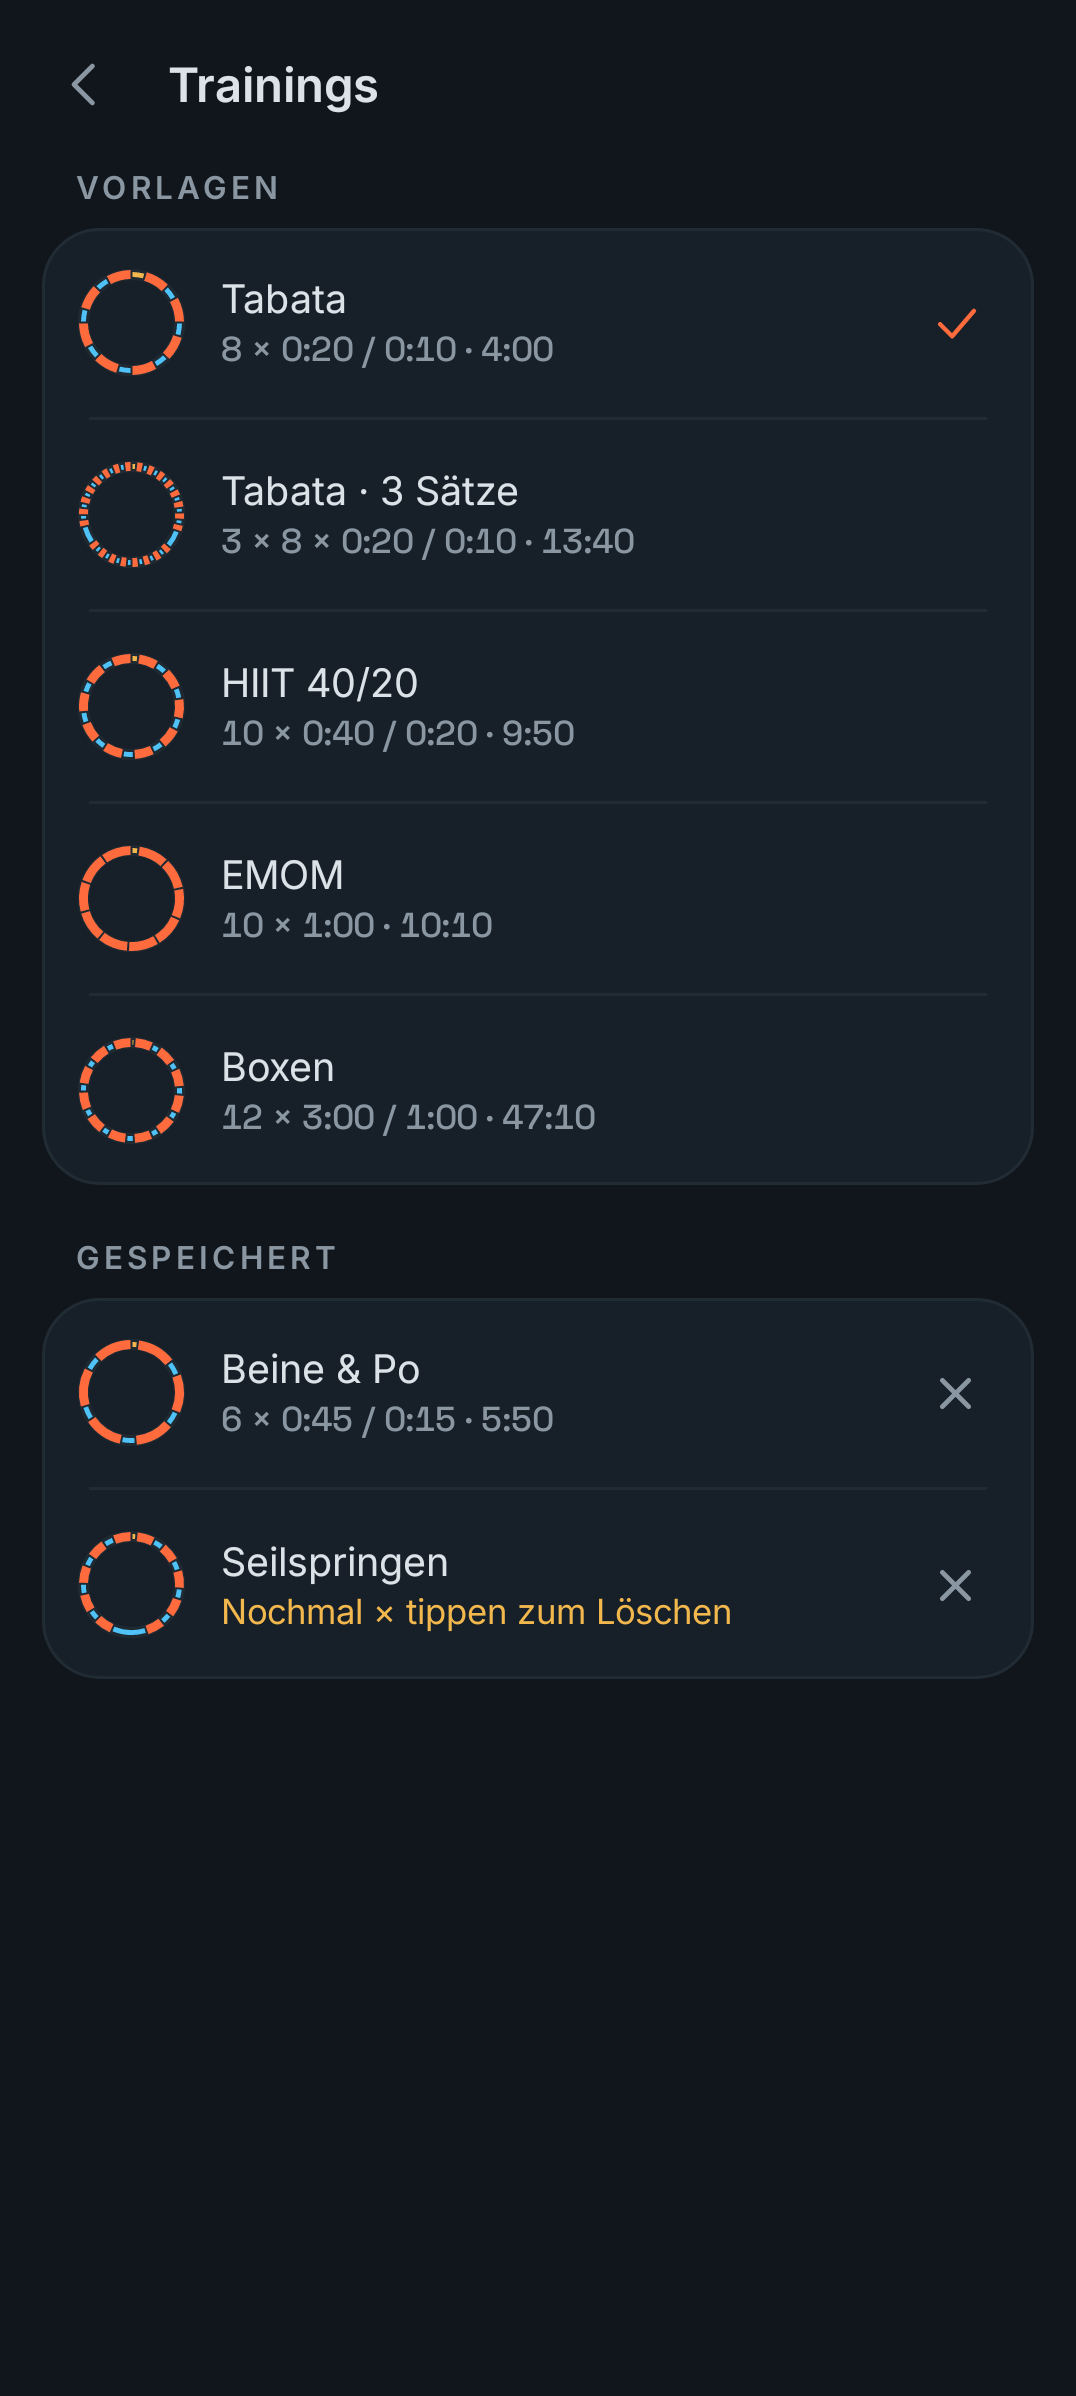 Trainings
VORLAGEN
Tabata
8 × 0:20 / 0:10 · 4:00
Tabata · 3 Sätze
3 × 8 × 0:20 / 0:10 · 13:40
HIIT 40/20
10 × 0:40 / 0:20 · 9:50
EMOM
10 × 1:00 · 10:10
Boxen
12 × 3:00 / 1:00 · 47:10
GESPEICHERT
Beine & Po
6 × 0:45 / 0:15 · 5:50
Seilspringen
Nochmal × tippen zum Löschen